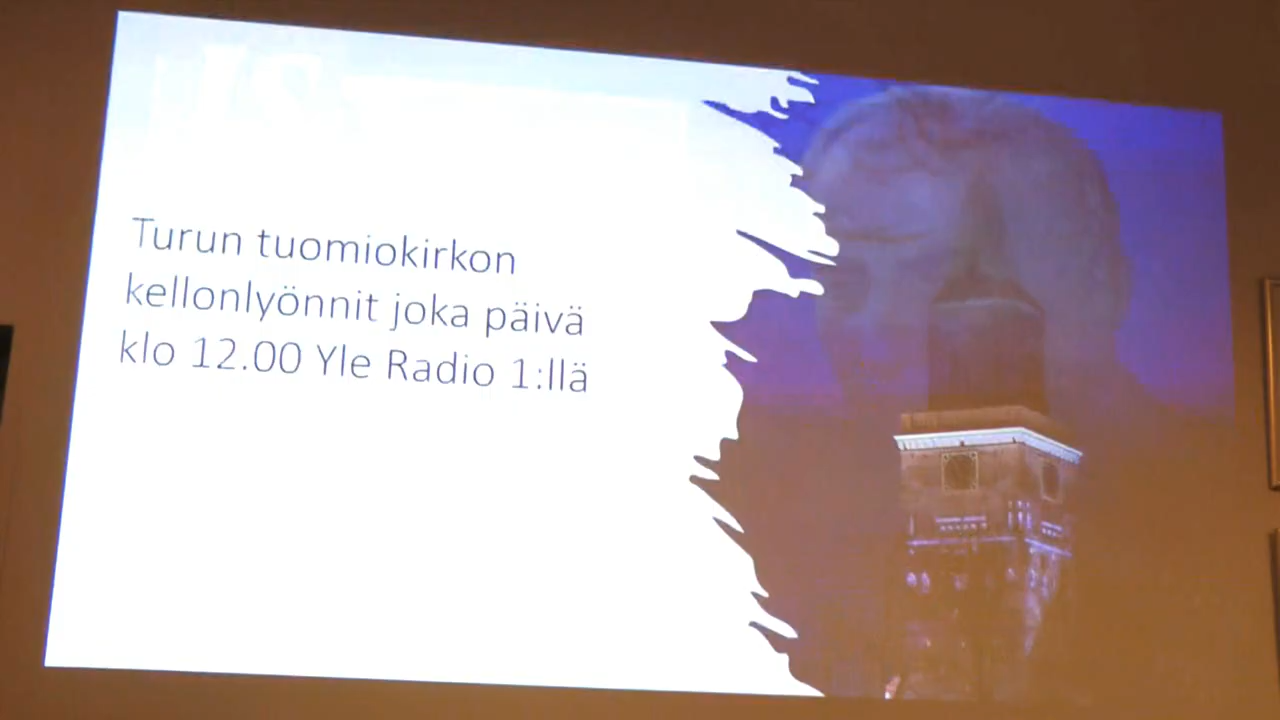 Turun tuomiokirkon
kellonlyönnit joka päivä
klo 12.00 Yle Radio 1:llä